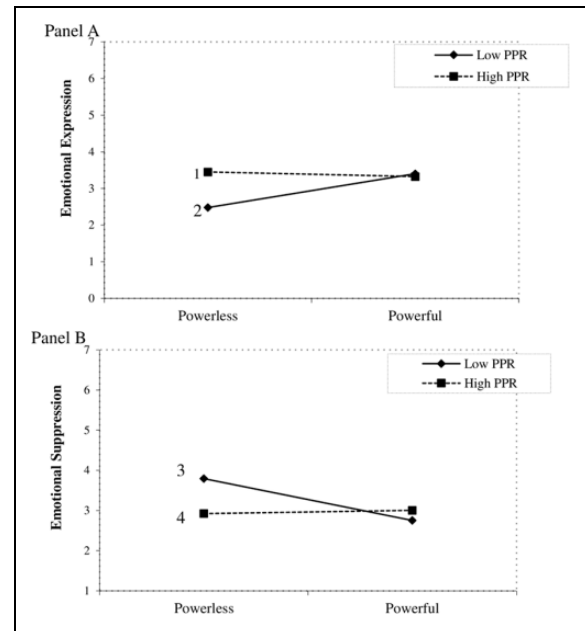 Panel A
7
6
5
4
3
2
1
0
Emotional Expression
Low PPR
High PPR
1
2
Powerless Powerful
Panel B
7
6
5
4
3
2
1
Emotional Suppression
Low PPR
High PPR
3
4
Powerless Powerful